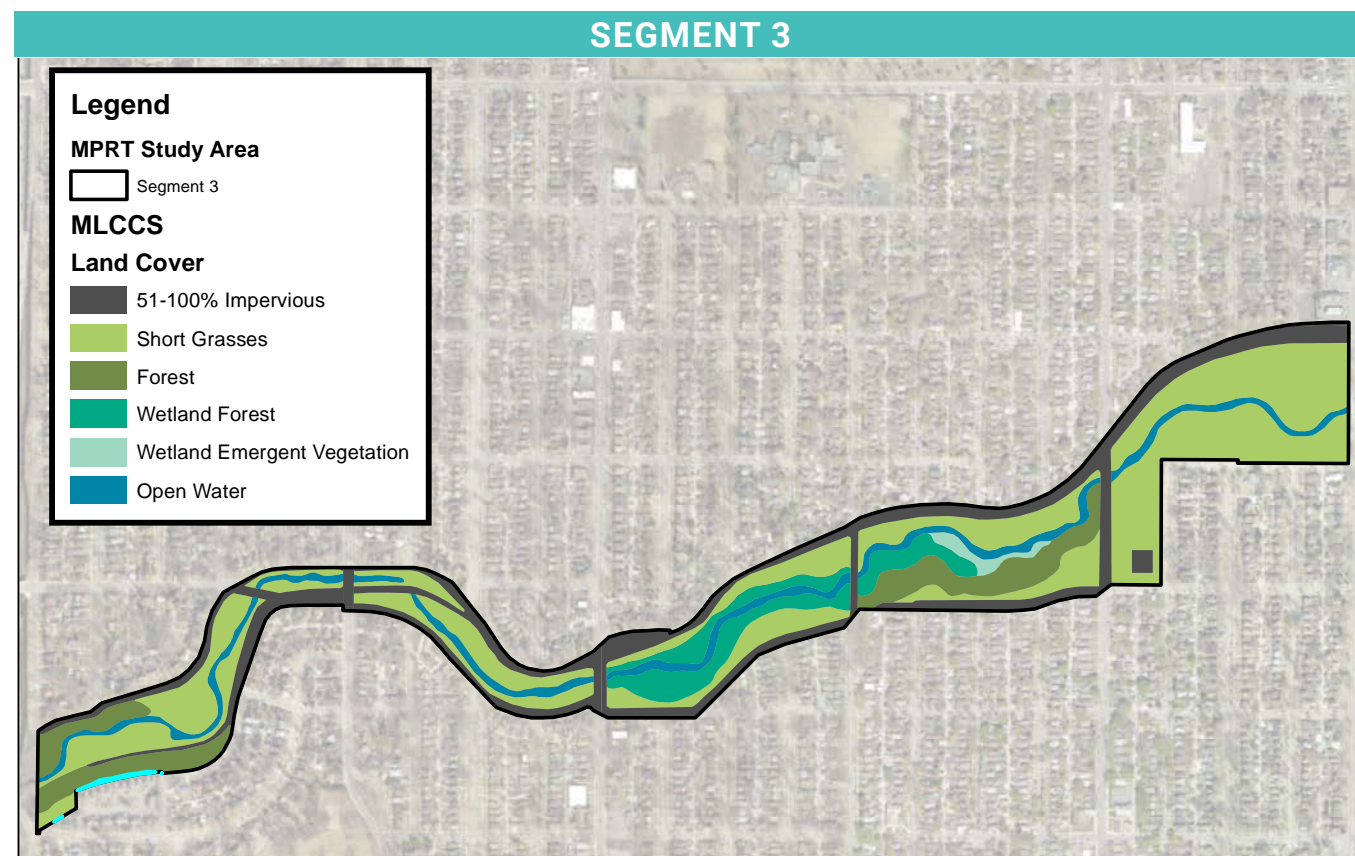 SEGMENT 3
Legend
MPRT Study Area
Segment 3
MLCCS
Land Cover
51-100% Impervious
Short Grasses
Forest
Wetland Forest
Wetland Emergent Vegetation
Open Water